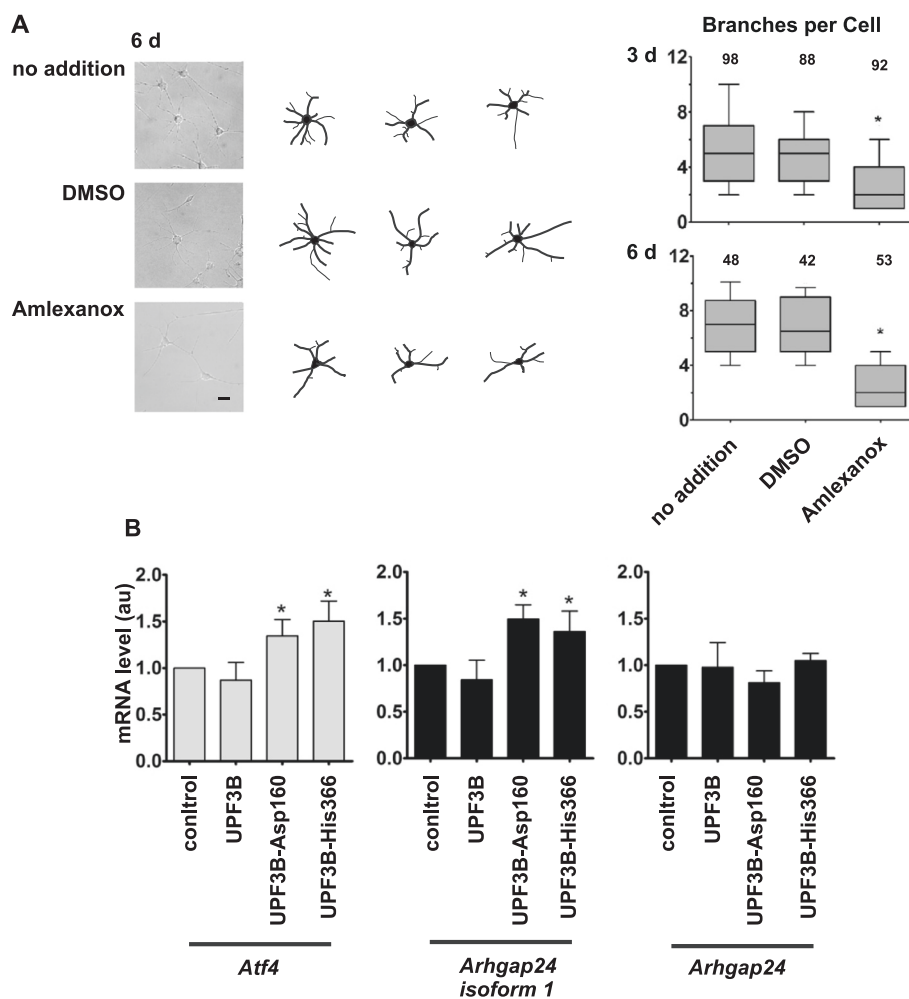 A
6 d
no addition
DMSO
Amlexanox
Branches per Cell
3 d
12
8
4
0
98
88
92
*
6 d
12
8
4
0
48
42
53
*
no addition
DMSO
Amlexanox
B
mRNA level (au)
2.0
1.5
1.0
0.5
0.0
* *
conltrol
UPF3B
UPF3B-Asp160
UPF3B-His366
Atf4
2.0
1.5
1.0
0.5
0.0
* *
conltrol
UPF3B
UPF3B-Asp160
UPF3B-His366
Arhgap24
isoform 1
2.0
1.5
1.0
0.5
0.0
conltrol
UPF3B
UPF3B-Asp160
UPF3B-His366
Arhgap24